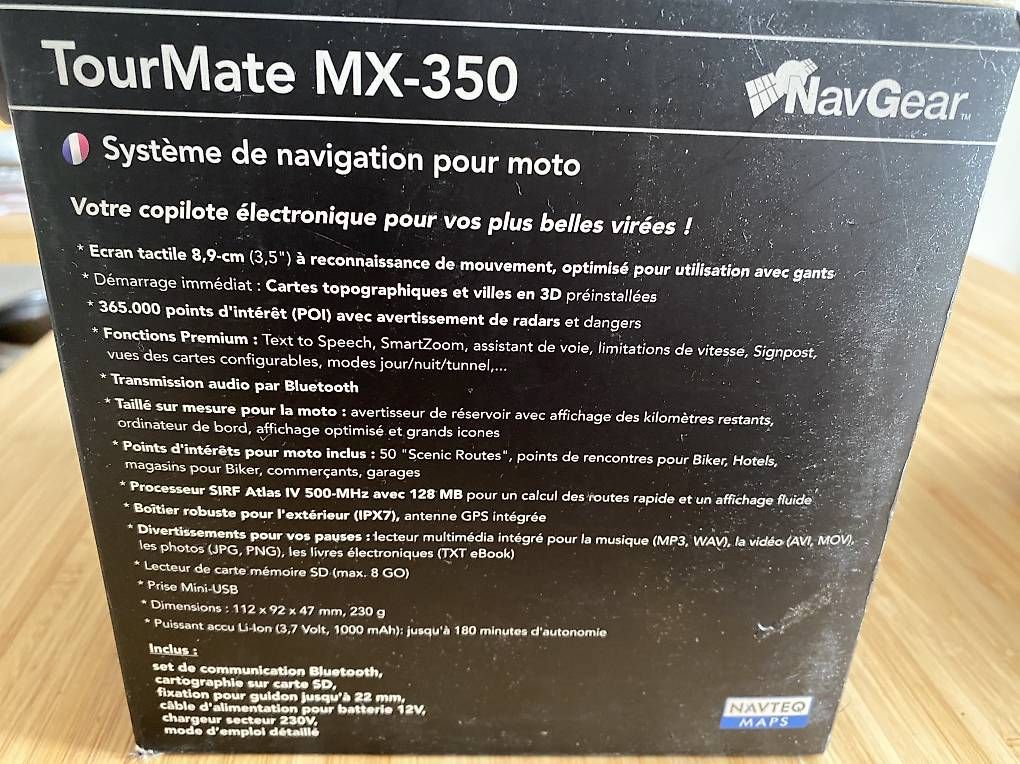 TourMate MX-350
NavGear™
Système de navigation pour moto
Votre copilote électronique pour vos plus belles virées !
* Ecran tactile 8,9-cm (3,5") à reconnaissance de mouvement, optimisé pour utilisation avec gants
* Démarrage immédiat : Cartes topographiques et villes en 3D préinstallées
* 365.000 points d'intérêt (POI) avec avertissement de radars et dangers
* Fonctions Premium : Text to Speech, SmartZoom, assistant de voie, limitations de vitesse, Signpost,
vues des cartes configurables, modes jour/nuit/tunnel,...
* Transmission audio par Bluetooth
* Taillé sur mesure pour la moto : avertisseur de réservoir avec affichage des kilomètres restants,
ordinateur de bord, affichage optimisé et grands icones
* Points d'intérêts pour moto inclus : 50 "Scenic Routes", points de rencontres pour Biker, Hotels,
magasins pour Biker, commerçants, garages
* Processeur SIRF Atlas IV 500-MHz avec 128 MB pour un calcul des routes rapide et un affichage fluide
* Boîtier robuste pour l'extérieur (IPX7), antenne GPS intégrée
* Divertissements pour vos pauses : lecteur multimédia intégré pour la musique (MP3, WAV), la vidéo (AVI, MOV),
les photos (JPG, PNG), les livres électroniques (TXT eBook)
* Lecteur de carte mémoire SD (max. 8 GO)
* Prise Mini-USB
* Dimensions : 112 x 92 x 47 mm, 230 g
* Puissant accu Li-Ion (3,7 Volt, 1000 mAh): jusqu'à 180 minutes d'autonomie
Inclus :
set de communication Bluetooth,
cartographie sur carte SD,
fixation pour guidon jusqu'à 22 mm,
câble d'alimentation pour batterie 12V,
chargeur secteur 230V,
mode d'emploi détaillé
NAVTEQ
MAPS